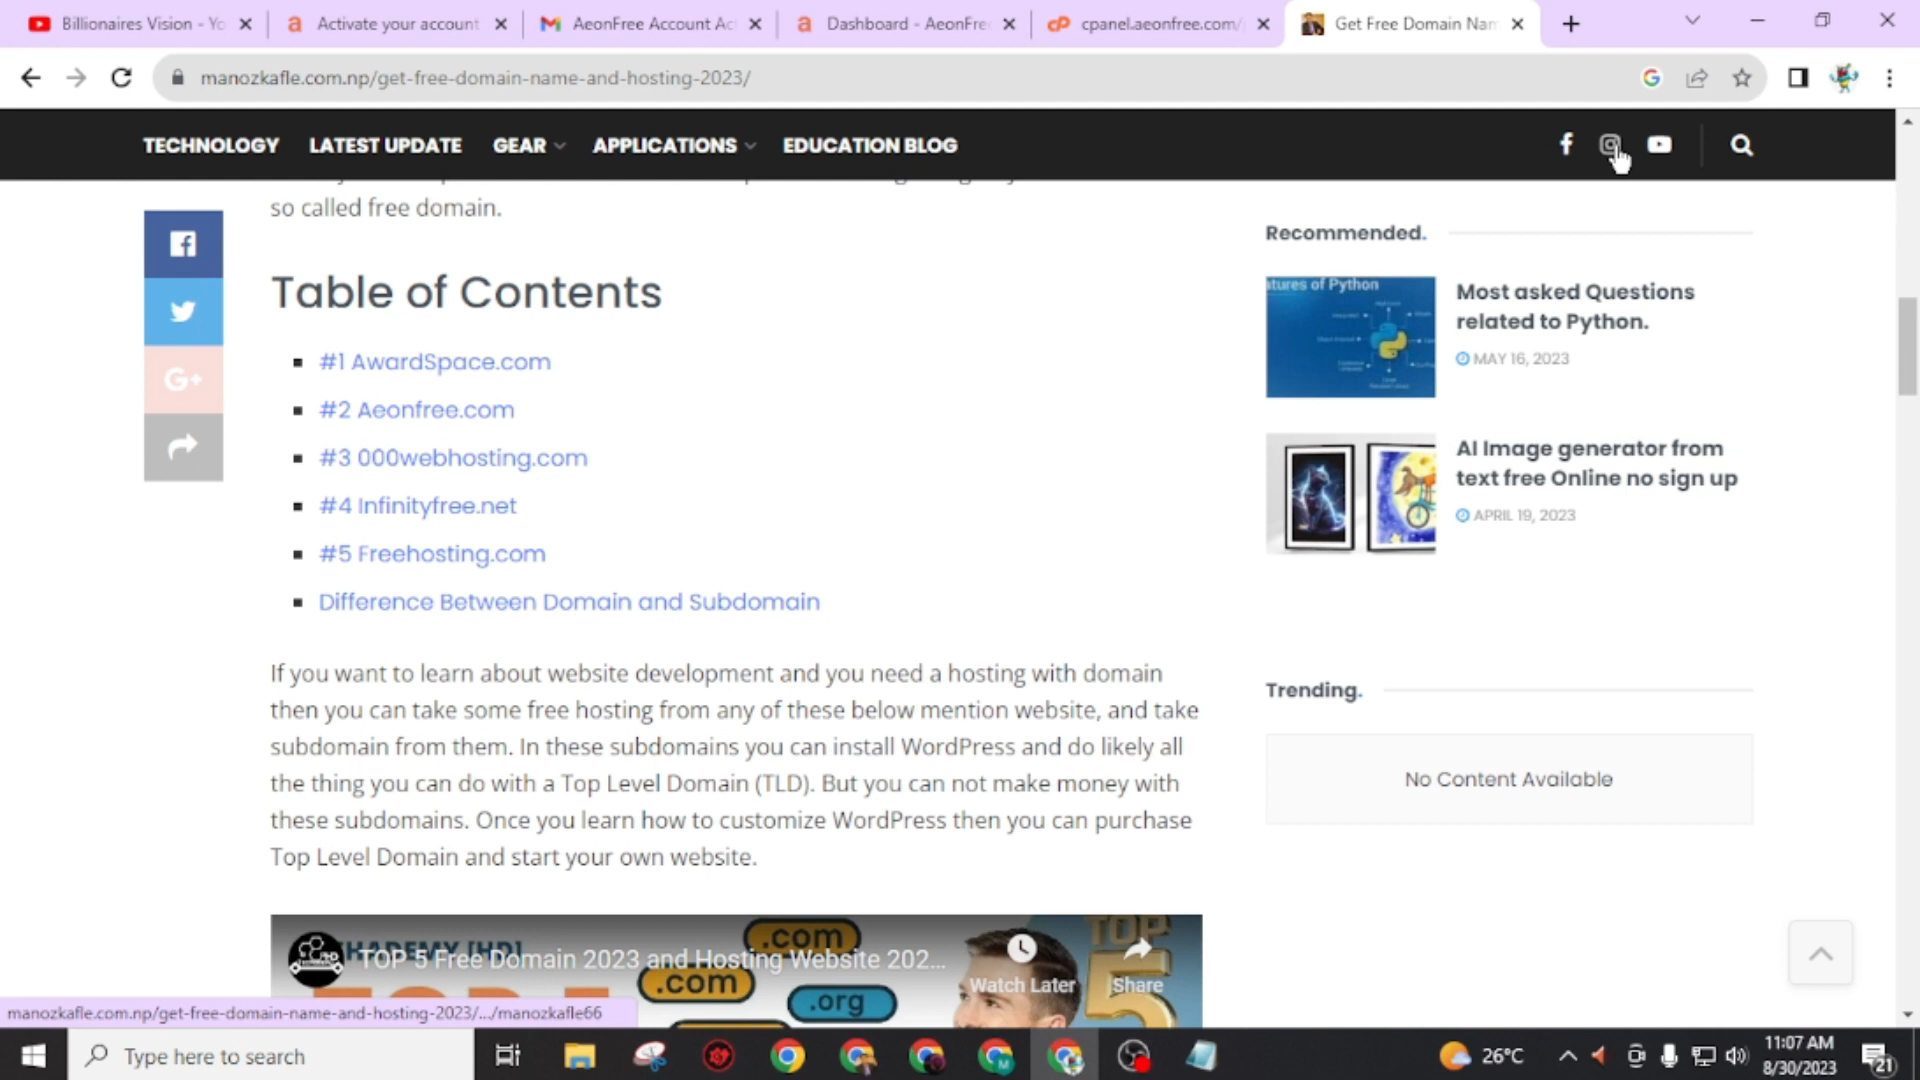 Billionaires Vision - Yo
Activate your account
AeonFree Account Ac
Dashboard - AeonFre
cpanel.aeonfree.com/
Get Free Domain Nam
manozkafle.com.np/get-free-domain-name-and-hosting-2023/
TECHNOLOGY
LATEST UPDATE
GEAR
APPLICATIONS
EDUCATION BLOG
so called free domain.
Table of Contents
#1 AwardSpace.com
#2 Aeonfree.com
#3 000webhosting.com
#4 Infinityfree.net
#5 Freehosting.com
Difference Between Domain and Subdomain
If you want to learn about website development and you need a hosting with domain
then you can take some free hosting from any of these below mention website, and take
subdomain from them. In these subdomains you can install WordPress and do likely all
the thing you can do with a Top Level Domain (TLD). But you can not make money with
these subdomains. Once you learn how to customize WordPress then you can purchase
Top Level Domain and start your own website.
TOP 5 Free Domain 2023 and Hosting Website 202...
Watch Later
Share
.com
.com
.org
TOP
5
Recommended.
atures of Python
Most asked Questions
related to Python.
MAY 16, 2023
AI Image generator from
text free Online no sign up
APRIL 19, 2023
Trending.
No Content Available
manozkafle.com.np/get-free-domain-name-and-hosting-2023/.../manozkafle66
Type here to search
26°C
11:07 AM
8/30/2023
21